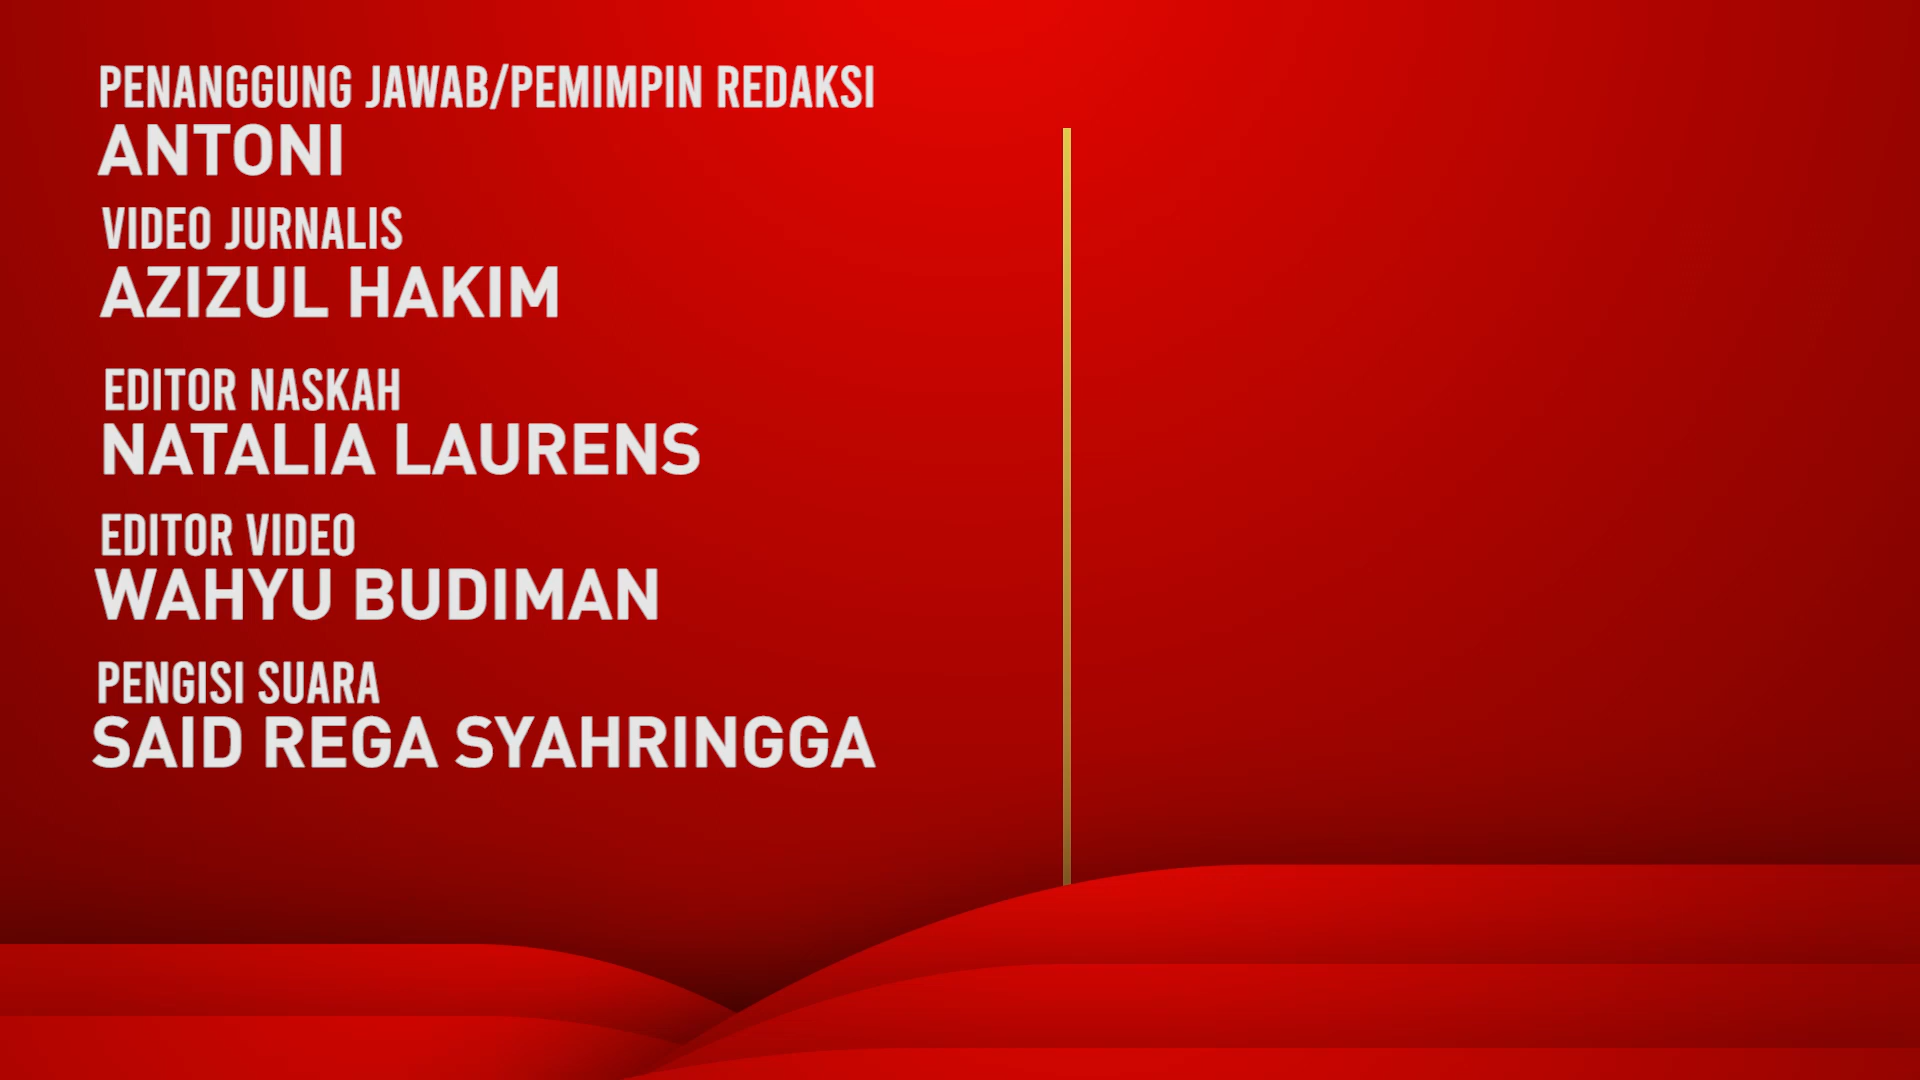 PENANGGUNG JAWAB/PEMIMPIN REDAKSI
ANTONI
VIDEO JURNALIS
AZIZUL HAKIM
EDITOR NASKAH
NATALIA LAURENS
EDITOR VIDEO
WAHYU BUDIMAN
PENGISI SUARA
SAID REGA SYAHRINGGA